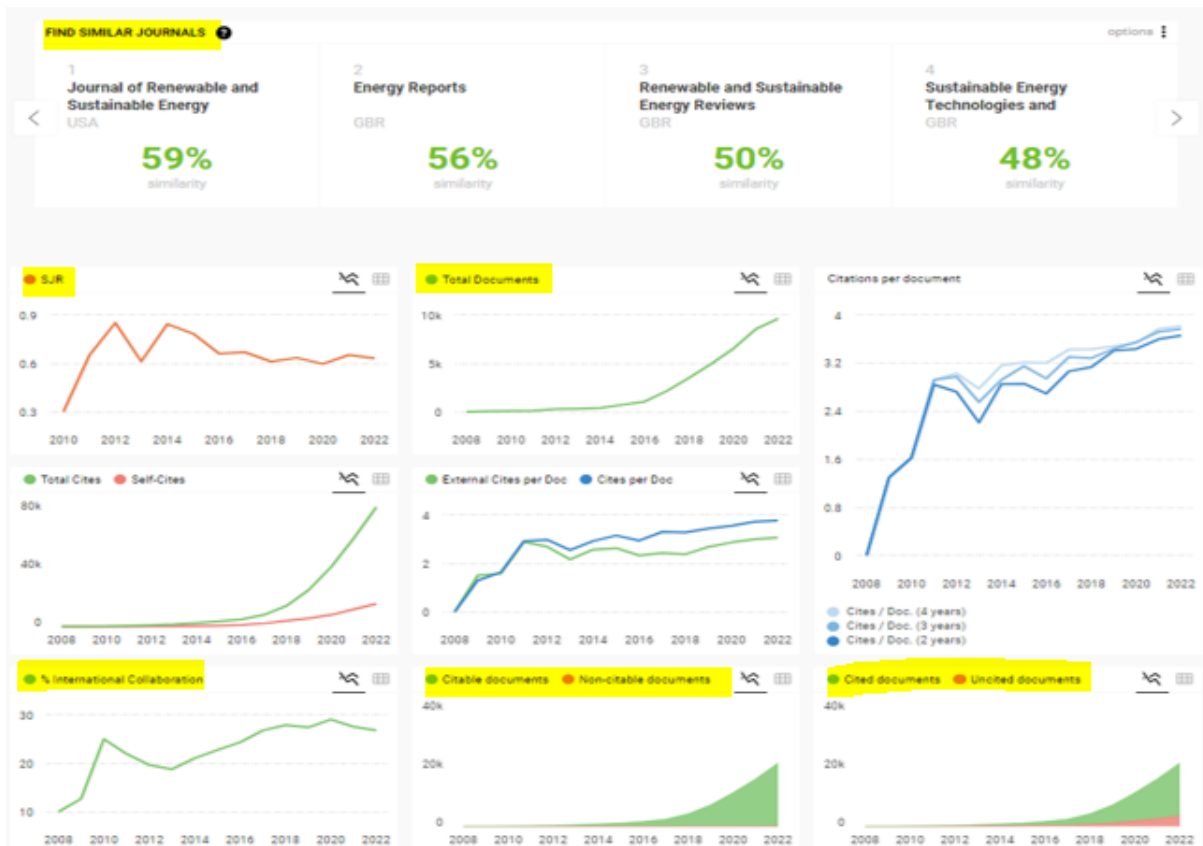 FIND SIMILAR JOURNALS ?
options
1
Journal of Renewable and
Sustainable Energy
USA
59%
similarity
2
Energy Reports
GBR
56%
similarity
3
Renewable and Sustainable
Energy Reviews
GBR
50%
similarity
4
Sustainable Energy
Technologies and
GBR
48%
similarity
SJR
0.9
0.6
0.3
2010 2012 2014 2016 2018 2020 2022
Total Documents
10k
5k
0
2008 2010 2012 2014 2016 2018 2020 2022
Citations per document
4
3.2
2.4
1.6
0.8
0
2008 2010 2012 2014 2016 2018 2020 2022
Cites / Doc. (4 years)
Cites / Doc. (3 years)
Cites / Doc. (2 years)
Total Cites Self-Cites
80k
40k
0
2008 2010 2012 2014 2016 2018 2020 2022
External Cites per Doc Cites per Doc
4
2
0
2008 2010 2012 2014 2016 2018 2020 2022
% International Collaboration
30
20
10
2008 2010 2012 2014 2016 2018 2020 2022
Citable documents Non-citable documents
40k
20k
0
2008 2010 2012 2014 2016 2018 2020 2022
Cited documents Uncited documents
40k
20k
0
2008 2010 2012 2014 2016 2018 2020 2022